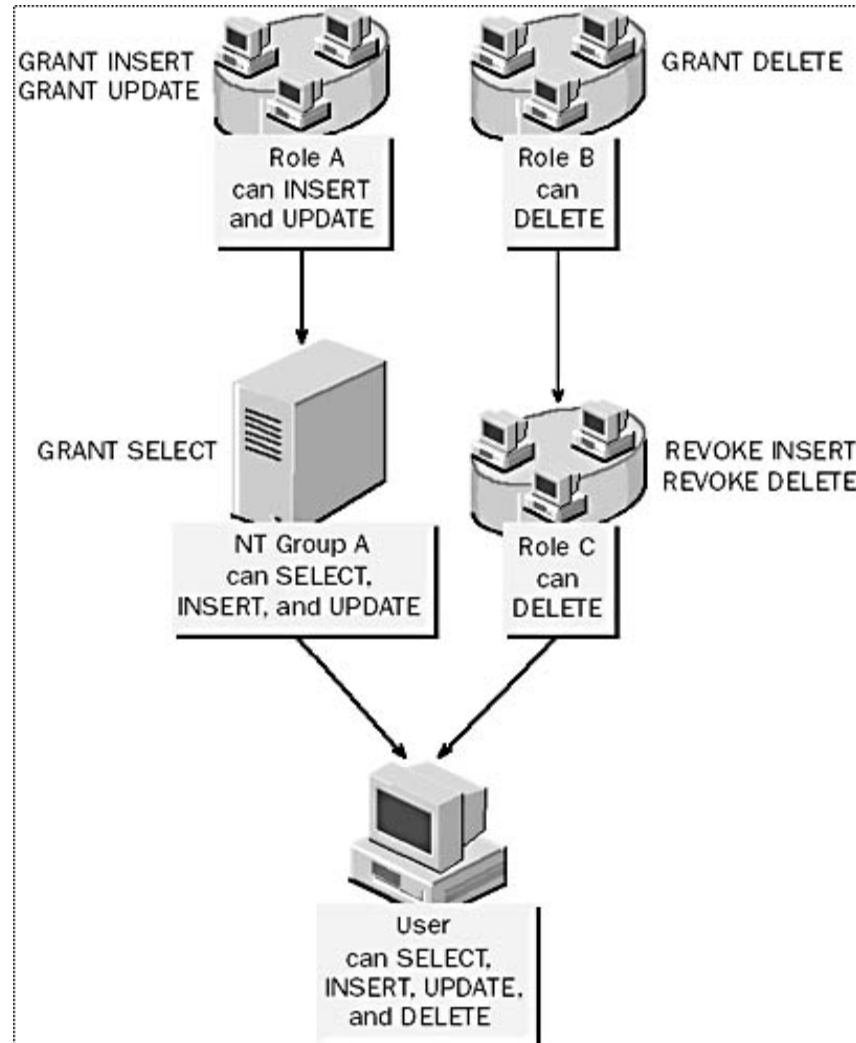 GRANT INSERT
GRANT UPDATE
GRANT DELETE
Role A
can INSERT
and UPDATE
Role B
can
DELETE
GRANT SELECT
REVOKE INSERT
REVOKE DELETE
NT Group A
can SELECT,
INSERT, and UPDATE
Role C
can
DELETE
User
can SELECT,
INSERT, UPDATE,
and DELETE